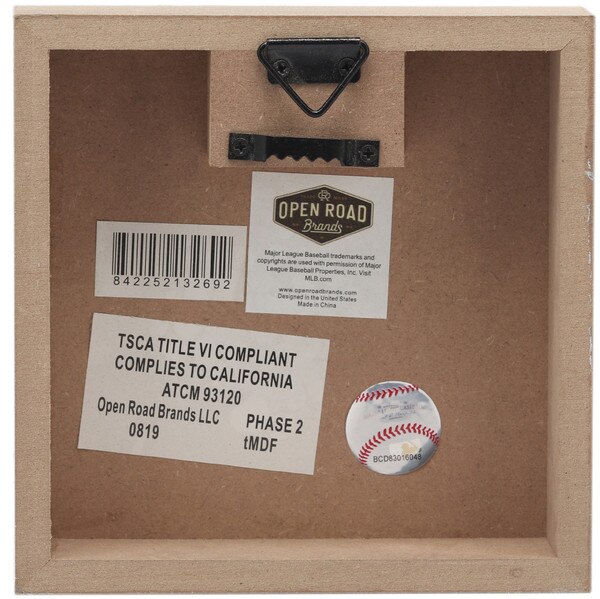 OPEN ROAD
Brands
Major League Baseball trademarks and
copyrights are used with permission of Major
League Baseball Properties, Inc. Visit
MLB.com
www.openroadbrands.com
Designed in the United States
Made in China
842252132692
TSCA TITLE VI COMPLIANT
COMPLIES TO CALIFORNIA
ATCM 93120
Open Road Brands LLC
0819
PHASE 2
tMDF
BCD83016048